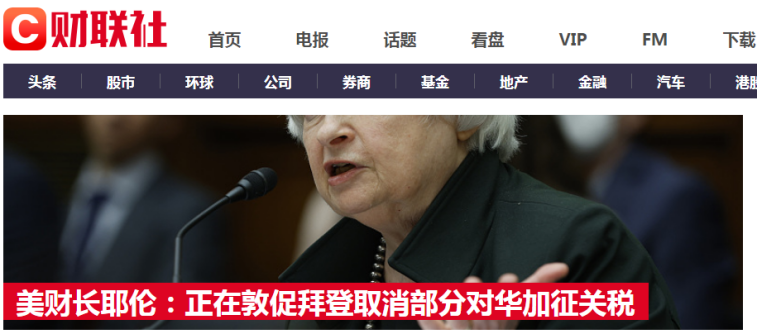 C 财联社
首页 电报 话题 看盘 VIP FM 下载
头条 股市 环球 公司 券商 基金 地产 金融 汽车 港股
美财长耶伦：正在敦促拜登取消部分对华加征关税